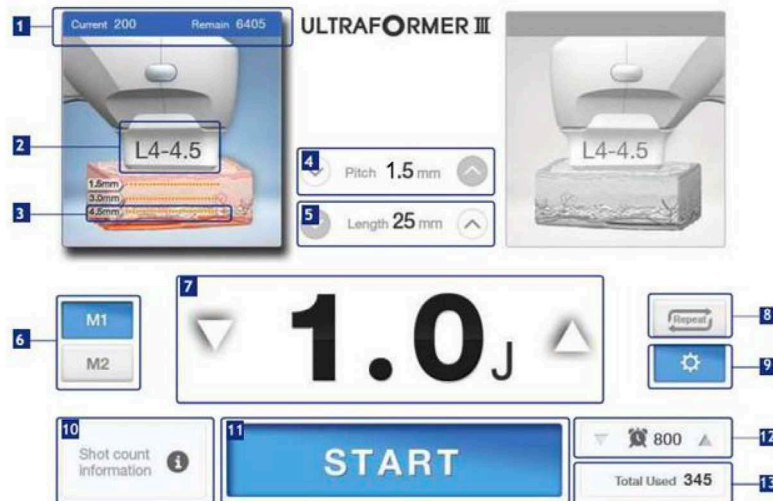 1 Current 200 Remain 6405
ULTRAFORMER III
2 L4-4.5
L4-4.5
1.5mm
3.0mm
3 4.5mm
4 Pitch 1.5 mm
5 Length 25 mm
6 M1
M2
7 1.0 J
8 Repeat
9
10 Shot count
information i
11 START
12 800
13 Total Used 345